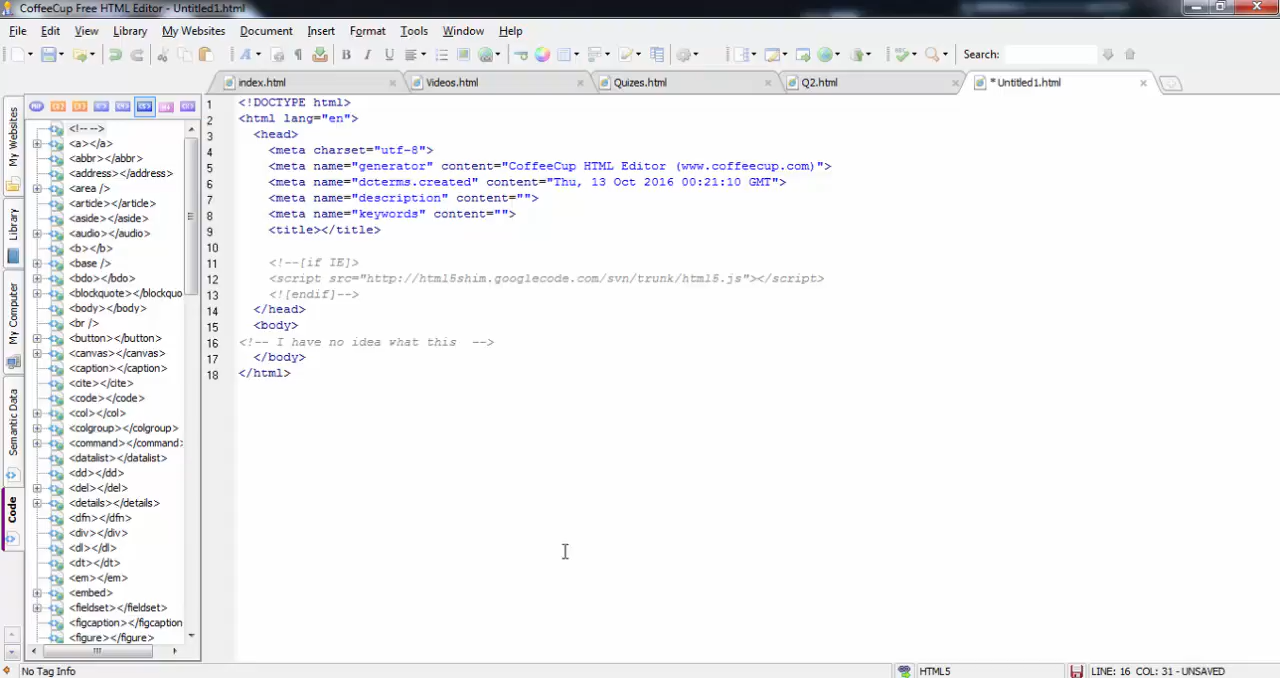 CoffeeCup Free HTML Editor - Untitled1.html
File Edit View Library My Websites Document Insert Format Tools Window Help
Search:
index.html Videos.html Quizes.html Q2.html * Untitled1.html
My Websites
Library
My Computer
Semantic Data
Code
<!-- -->
<a></a>
<abbr></abbr>
<address></address>
<area />
<article></article>
<aside></aside>
<audio></audio>
<b></b>
<base />
<bdo></bdo>
<blockquote></blockquo
<body></body>
<br />
<button></button>
<canvas></canvas>
<caption></caption>
<cite></cite>
<code></code>
<col></col>
<colgroup></colgroup>
<command></command>
<datalist></datalist>
<dd></dd>
<del></del>
<details></details>
<dfn></dfn>
<div></div>
<dl></dl>
<dt></dt>
<em></em>
<embed>
<fieldset></fieldset>
<figcaption></figcaption
<figure></figure>
1 <!DOCTYPE html>
2 <html lang="en">
3 <head>
4 <meta charset="utf-8">
5 <meta name="generator" content="CoffeeCup HTML Editor (www.coffeecup.com)">
6 <meta name="dcterms.created" content="Thu, 13 Oct 2016 00:21:10 GMT">
7 <meta name="description" content="">
8 <meta name="keywords" content="">
9 <title></title>
10
11 <!--[if IE]>
12 <script src="http://html5shim.googlecode.com/svn/trunk/html5.js"></script>
13 <![endif]-->
14 </head>
15 <body>
16 <!-- I have no idea what this  -->
17 </body>
18 </html>
No Tag Info
HTML5
LINE: 16 COL: 31 - UNSAVED